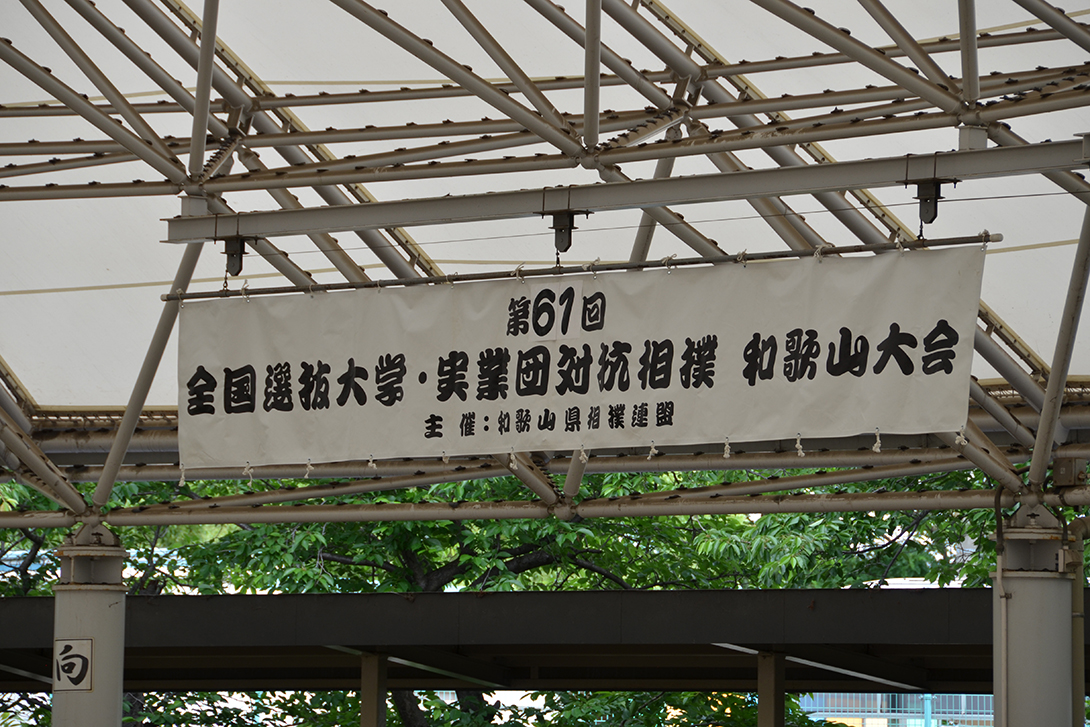 第61回
全国選抜大学・実業団対抗相撲 和歌山大会
主 催：和歌山県相撲連盟
向